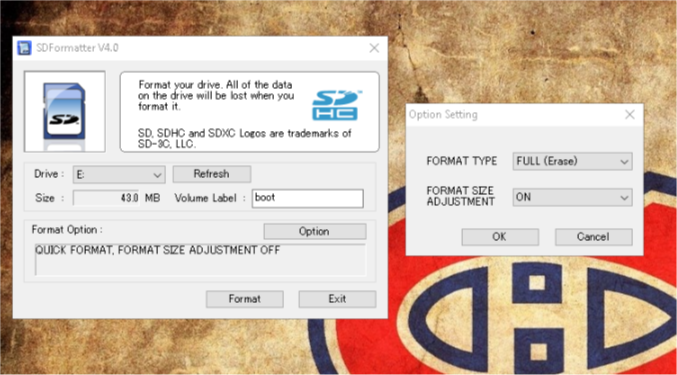 SDFormatter V4.0
Format your drive. All of the data
on the drive will be lost when you
format it.
SD, SDHC and SDXC Logos are trademarks of
SD-3C, LLC.
SD
HC
SD
Drive : E: Refresh
Size : 43.0 MB Volume Label : boot
Format Option :
Option
QUICK FORMAT, FORMAT SIZE ADJUSTMENT OFF
Format Exit
Option Setting
FORMAT TYPE FULL (Erase)
FORMAT SIZE
ADJUSTMENT ON
OK Cancel